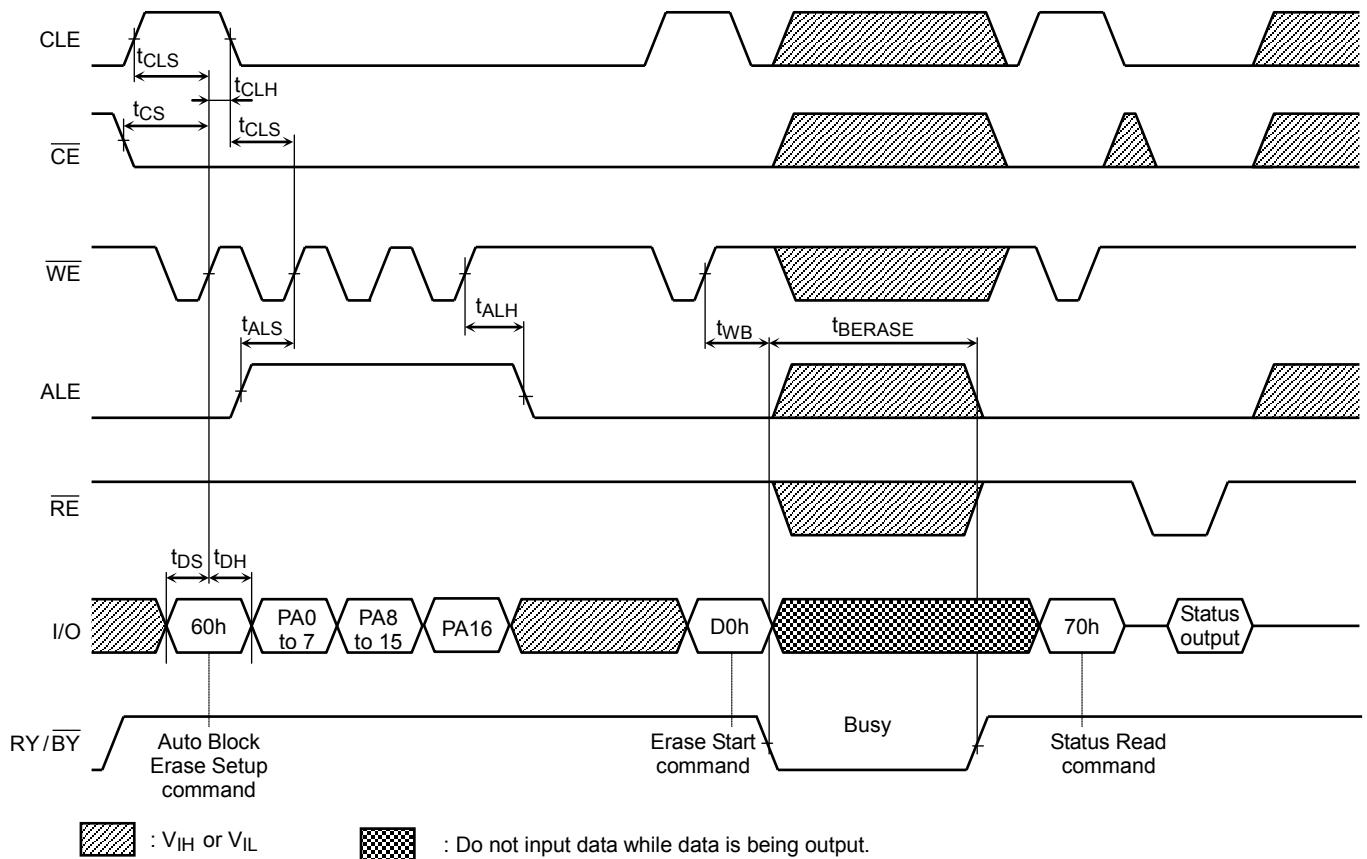 CLE
tCLS
tCLH
tCS
tCLS
CE
WE
tALS
tALH
tWB
tBERASE
ALE
RE
tDS
tDH
I/O
60h
PA0
to 7
PA8
to 15
PA16
D0h
70h
Status
output
RY/BY
Busy
Auto Block
Erase Setup
command
Erase Start
command
Status Read
command
: VIH or VIL
: Do not input data while data is being output.